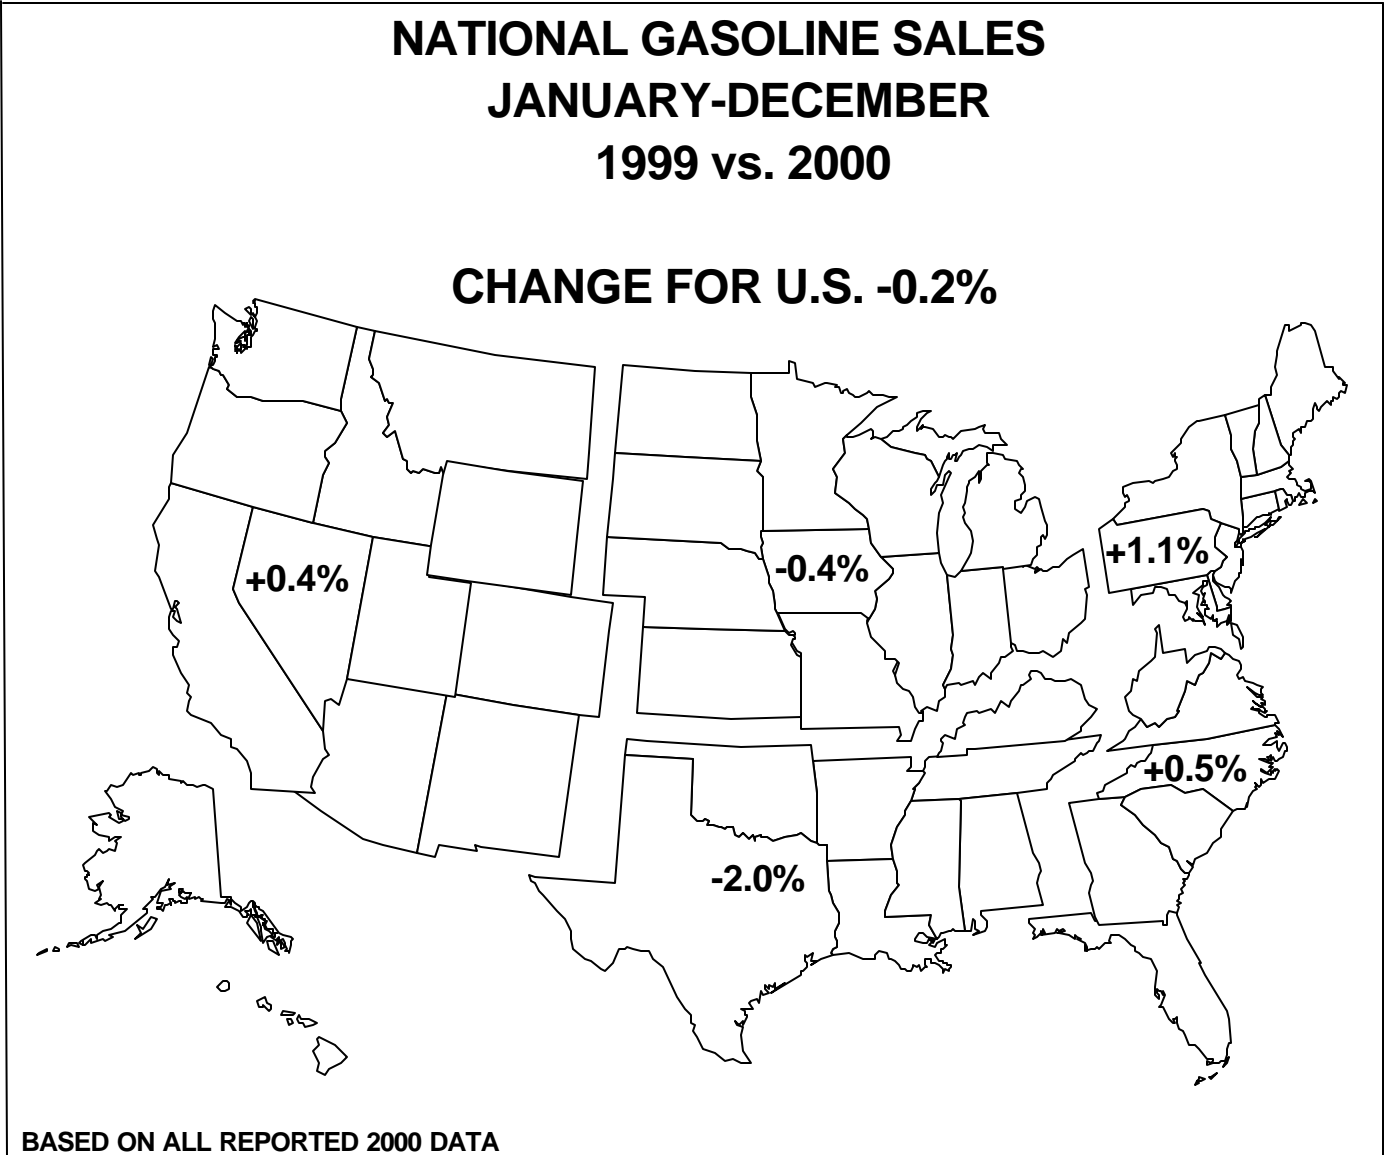 NATIONAL GASOLINE SALES
JANUARY-DECEMBER
1999 vs. 2000
CHANGE FOR U.S. -0.2%
+1.1%
-0.4%
+0.4%
+0.5%
-2.0%
BASED ON ALL REPORTED 2000 DATA